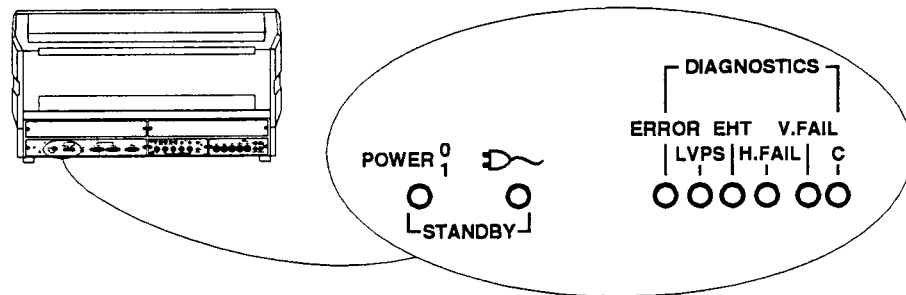 DIAGNOSTICS
ERROR EHT V.FAIL
LVPS H.FAIL C
POWER 0
1
STANDBY